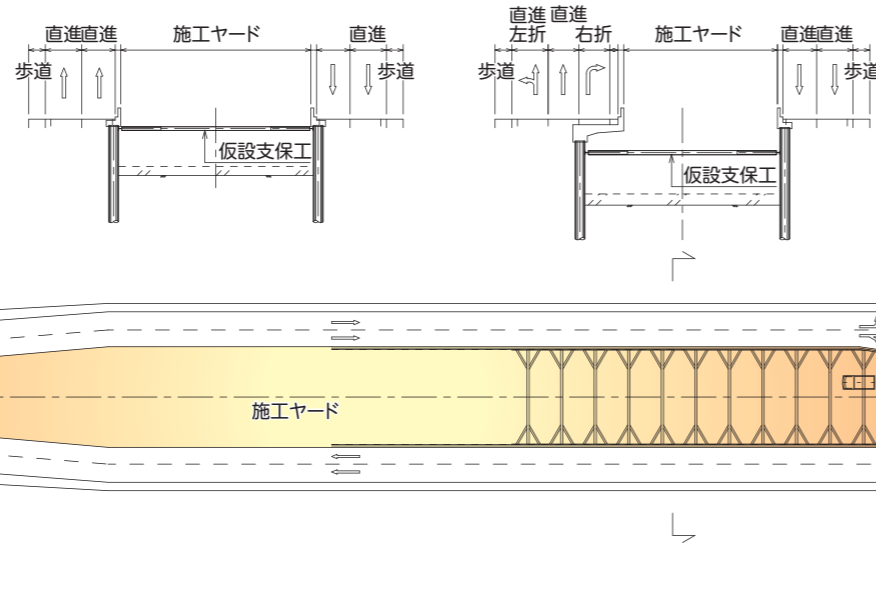 直進直進 施工ヤード 直進
歩道 歩道
仮設支保工
直進 直進
左折 右折 施工ヤード 直進直進
歩道 歩道
仮設支保工
施工ヤード